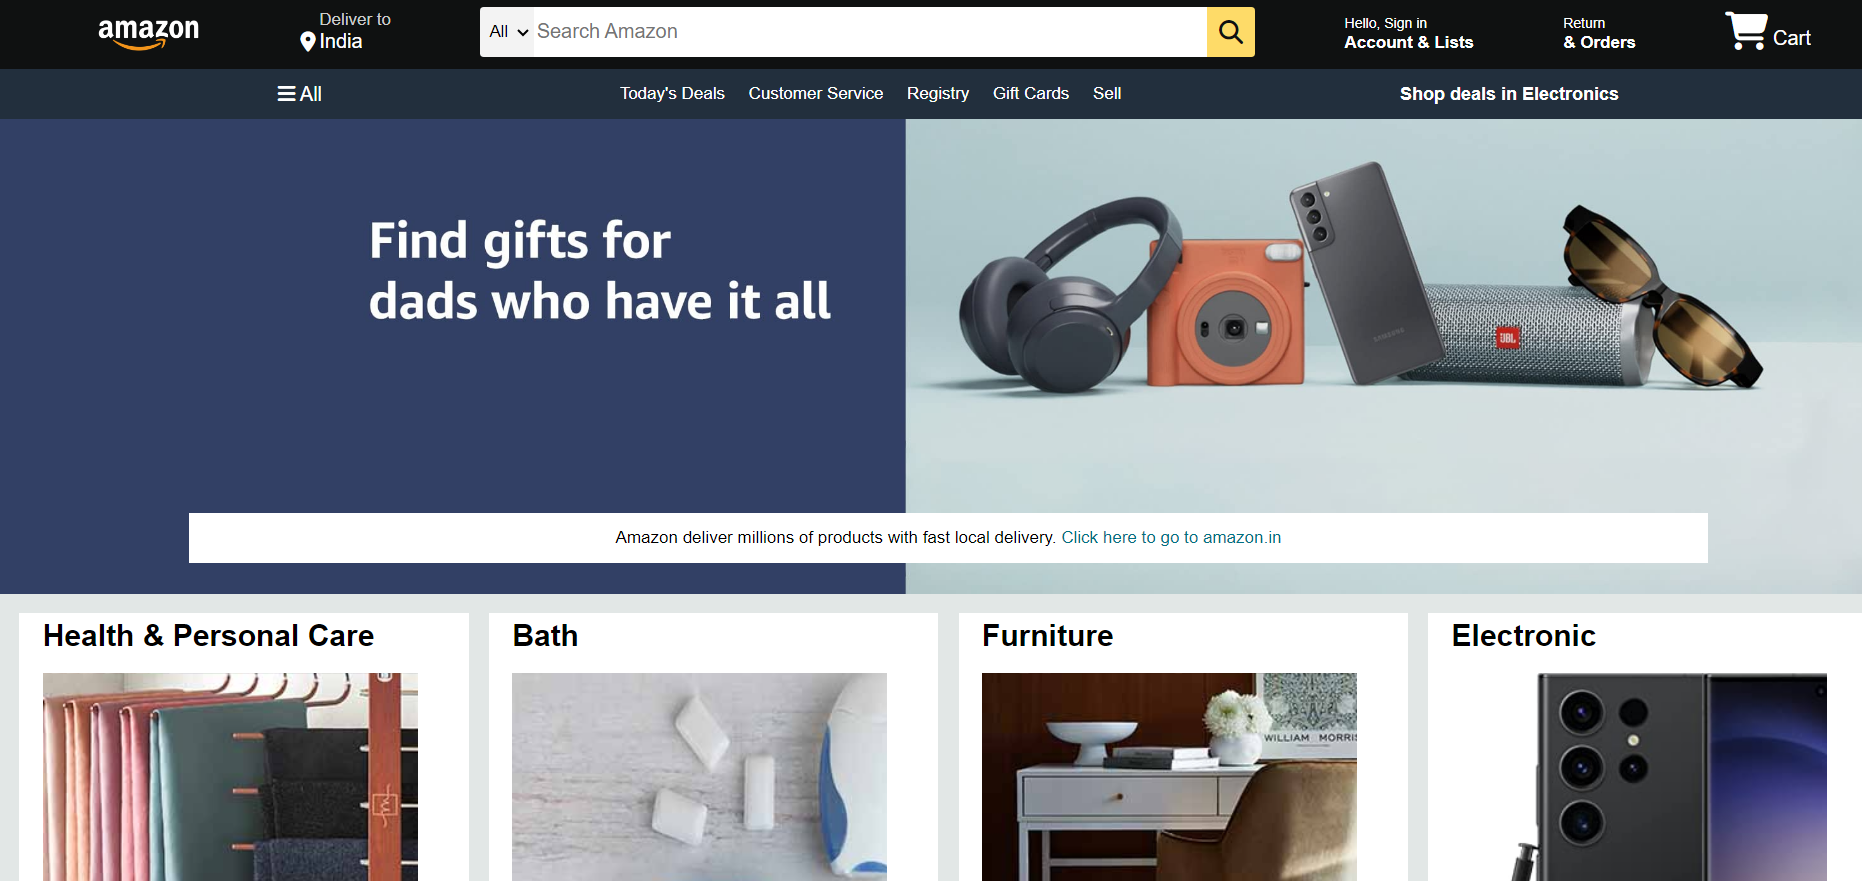 amazon
Deliver to
India
All
Search Amazon
Hello, Sign in
Account & Lists
Return
& Orders
Cart
All
Today's Deals
Customer Service
Registry
Gift Cards
Sell
Shop deals in Electronics
Find gifts for
dads who have it all
SAMSUNG
JBL
Amazon deliver millions of products with fast local delivery. Click here to go to amazon.in
Health & Personal Care
Bath
Furniture
Electronic
WILLIAM MORRIS